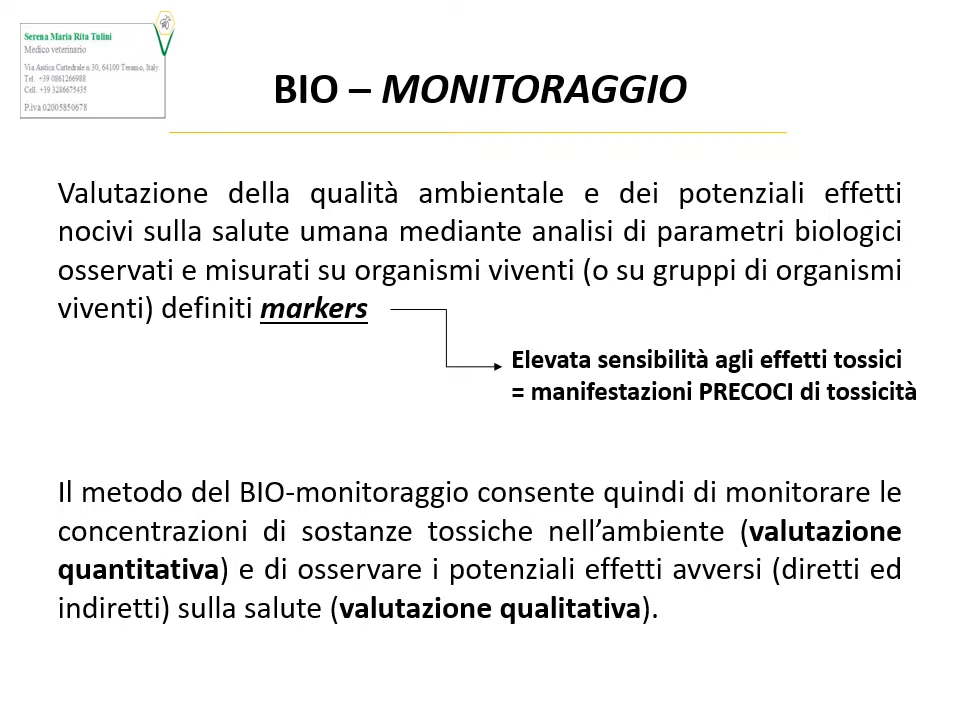 Serena Maria Rita Tulini
Medico veterinario
Via Antica Cattedrale n.30, 64100 Teramo, Italy.
Tel. +39 0861266988
Cell. +39 3286675435
P.iva 02005850678
BIO – MONITORAGGIO
Valutazione della qualità ambientale e dei potenziali effetti
nocivi sulla salute umana mediante analisi di parametri biologici
osservati e misurati su organismi viventi (o su gruppi di organismi
viventi) definiti markers
Elevata sensibilità agli effetti tossici
= manifestazioni PRECOCI di tossicità
Il metodo del BIO-monitoraggio consente quindi di monitorare le
concentrazioni di sostanze tossiche nell’ambiente (valutazione
quantitativa) e di osservare i potenziali effetti avversi (diretti ed
indiretti) sulla salute (valutazione qualitativa).